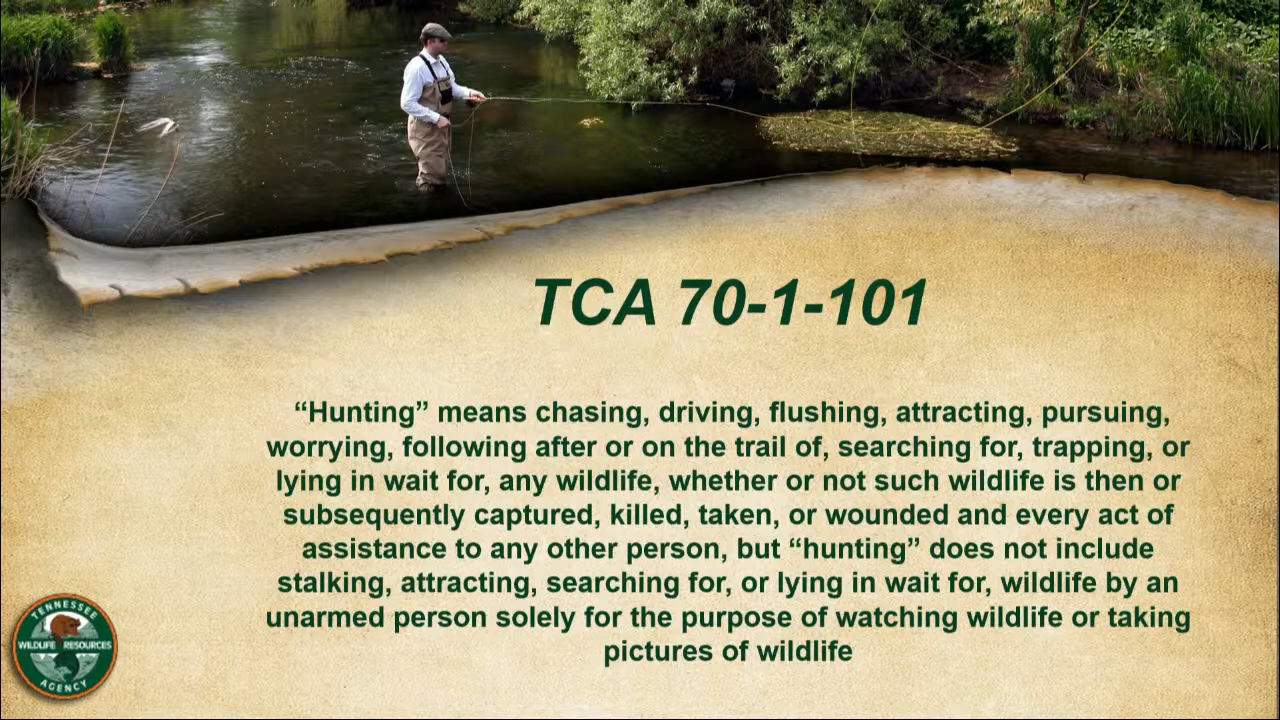 TCA 70-1-101
“Hunting” means chasing, driving, flushing, attracting, pursuing,
worrying, following after or on the trail of, searching for, trapping, or
lying in wait for, any wildlife, whether or not such wildlife is then or
subsequently captured, killed, taken, or wounded and every act of
assistance to any other person, but “hunting” does not include
stalking, attracting, searching for, or lying in wait for, wildlife by an
unarmed person solely for the purpose of watching wildlife or taking
pictures of wildlife
TENNESSEE
WILDLIFE RESOURCES
AGENCY